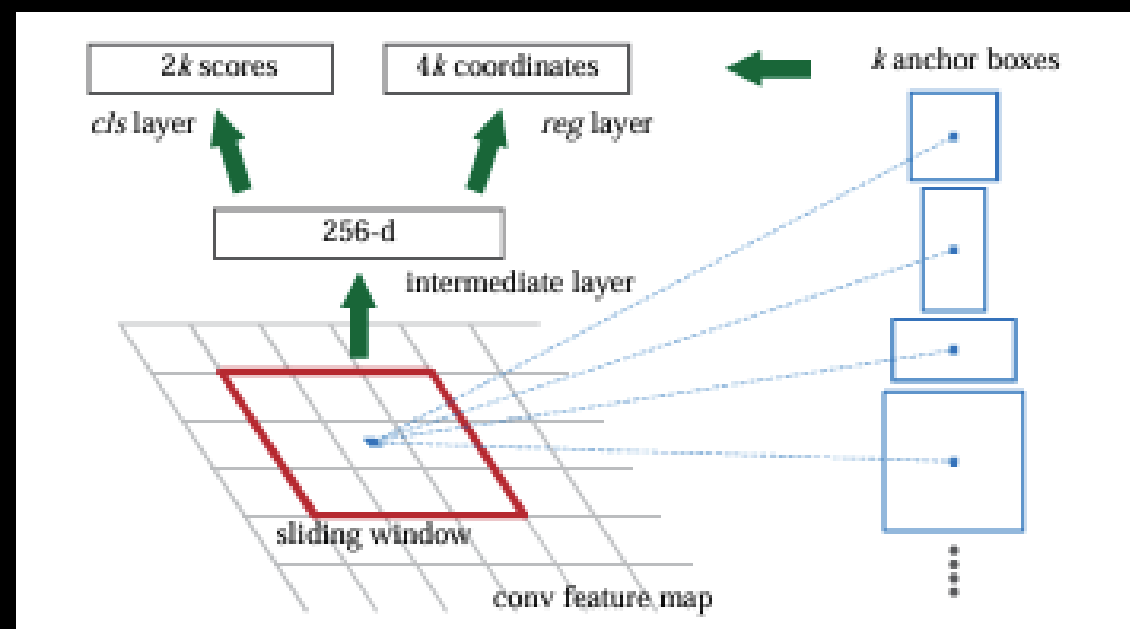 2k scores
4k coordinates
k anchor boxes
cls layer
reg layer
256-d
intermediate layer
sliding window
conv feature map